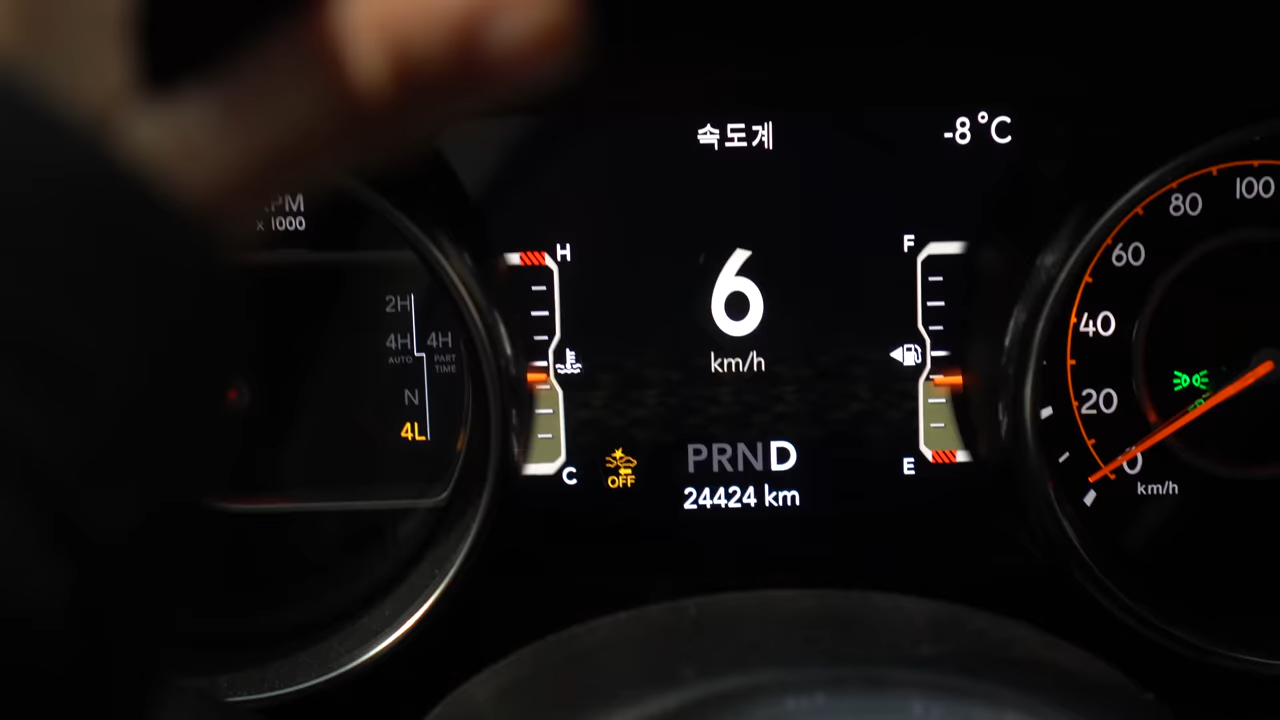 속도계
-8°C
x 1000
2H
4H 4H
AUTO PART TIME
N
4L
H
C
6
km/h
OFF
PRND
24424 km
F
E
100
80
60
40
20
0
km/h